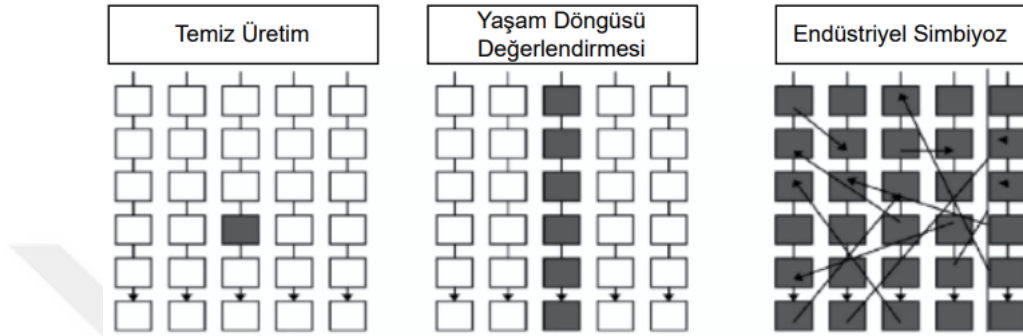 Temiz Üretim
Yaşam Döngüsü
Değerlendirmesi
Endüstriyel Simbiyoz